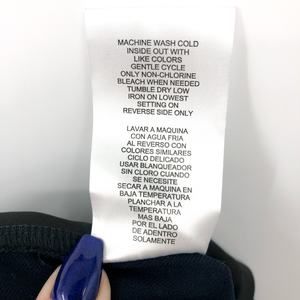 MACHINE WASH COLD
INSIDE OUT WITH
LIKE COLORS
GENTLE CYCLE
ONLY NON-CHLORINE
BLEACH WHEN NEEDED
TUMBLE DRY LOW
IRON ON LOWEST
SETTING ON
REVERSE SIDE ONLY
LAVAR A MAQUINA
CON AGUA FRIA
AL REVERSO CON
COLORES SIMILARES
CICLO DELICADO
USAR BLANQUEADOR
SIN CLORO CUANDO
SE NECESITE
SECAR A MAQUINA EN
BAJA TEMPERATURA
PLANCHAR A LA
TEMPERATURA
MAS BAJA
POR EL LADO
DE ADENTRO
SOLAMENTE